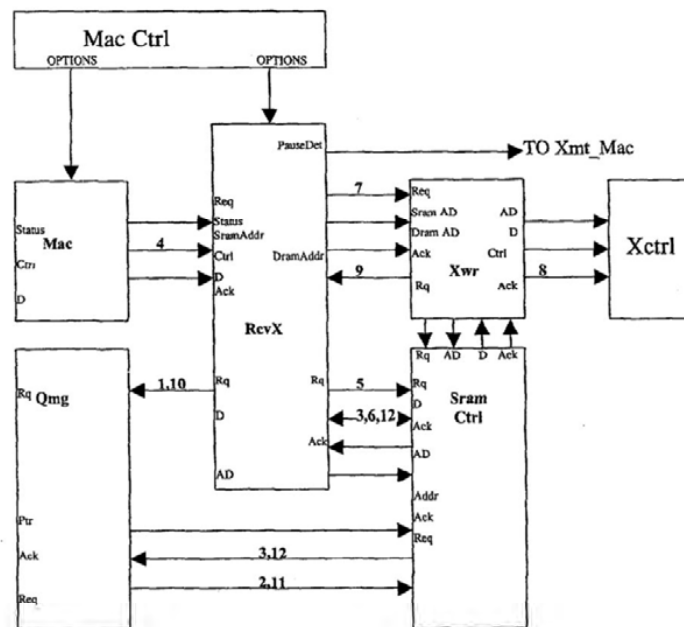 Mac Ctrl
OPTIONS OPTIONS
PauseDet
TO Xmt_Mac
Req
7
Req
Status
Status
Sram AD
AD
SramAddr
Mac
4
Dram AD
D
Xctrl
Ctrl
Ctrl
DramAddr
Ack
Ctrl
D
D
9
Rq
Xwr
Ack
8
Ack
RcvX
Rq AD D Ack
Rq
Qmg
1,10
Rq
Rq
5
Rq
Sram
Ctrl
D
D
3,6,12
Ack
Ack
AD
AD
Addr
Ptr
Ack
Req
Ack
3,12
Req
2,11